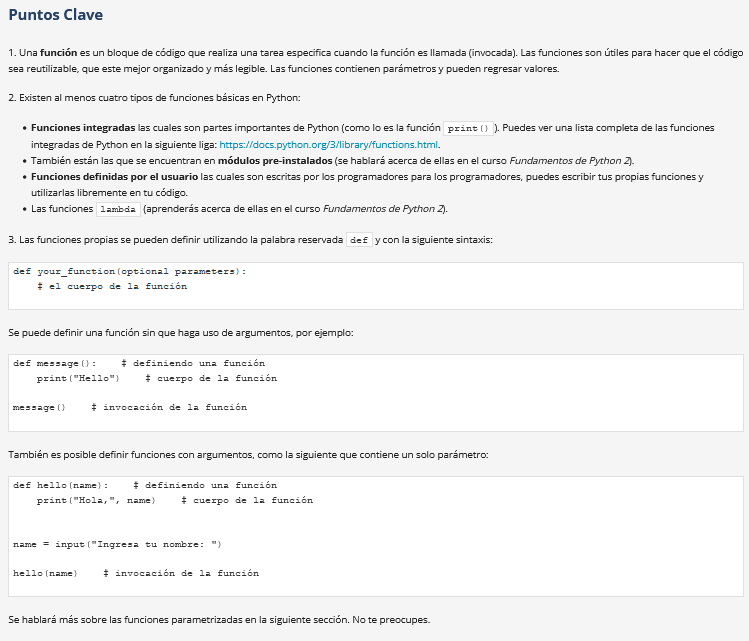 Puntos Clave
1. Una función es un bloque de código que realiza una tarea especifica cuando la función es llamada (invocada). Las funciones son útiles para hacer que el código
sea reutilizable, que este mejor organizado y más legible. Las funciones contienen parámetros y pueden regresar valores.
2. Existen al menos cuatro tipos de funciones básicas en Python:
• Funciones integradas las cuales son partes importantes de Python (como lo es la función print()). Puedes ver una lista completa de las funciones
integradas de Python en la siguiente liga: https://docs.python.org/3/library/functions.html.
• También están las que se encuentran en módulos pre-instalados (se hablará acerca de ellas en el curso Fundamentos de Python 2).
• Funciones definidas por el usuario las cuales son escritas por los programadores para los programadores, puedes escribir tus propias funciones y
utilizarlas libremente en tu código.
• Las funciones lambda (aprenderás acerca de ellas en el curso Fundamentos de Python 2).
3. Las funciones propias se pueden definir utilizando la palabra reservada def y con la siguiente sintaxis:
def your_function(optional parameters):
    # el cuerpo de la función
Se puede definir una función sin que haga uso de argumentos, por ejemplo:
def message():    # definiendo una función
    print("Hello")    # cuerpo de la función
message()    # invocación de la función
También es posible definir funciones con argumentos, como la siguiente que contiene un solo parámetro:
def hello(name):    # definiendo una función
    print("Hola,", name)    # cuerpo de la función
name = input("Ingresa tu nombre: ")
hello(name)    # invocación de la función
Se hablará más sobre las funciones parametrizadas en la siguiente sección. No te preocupes.